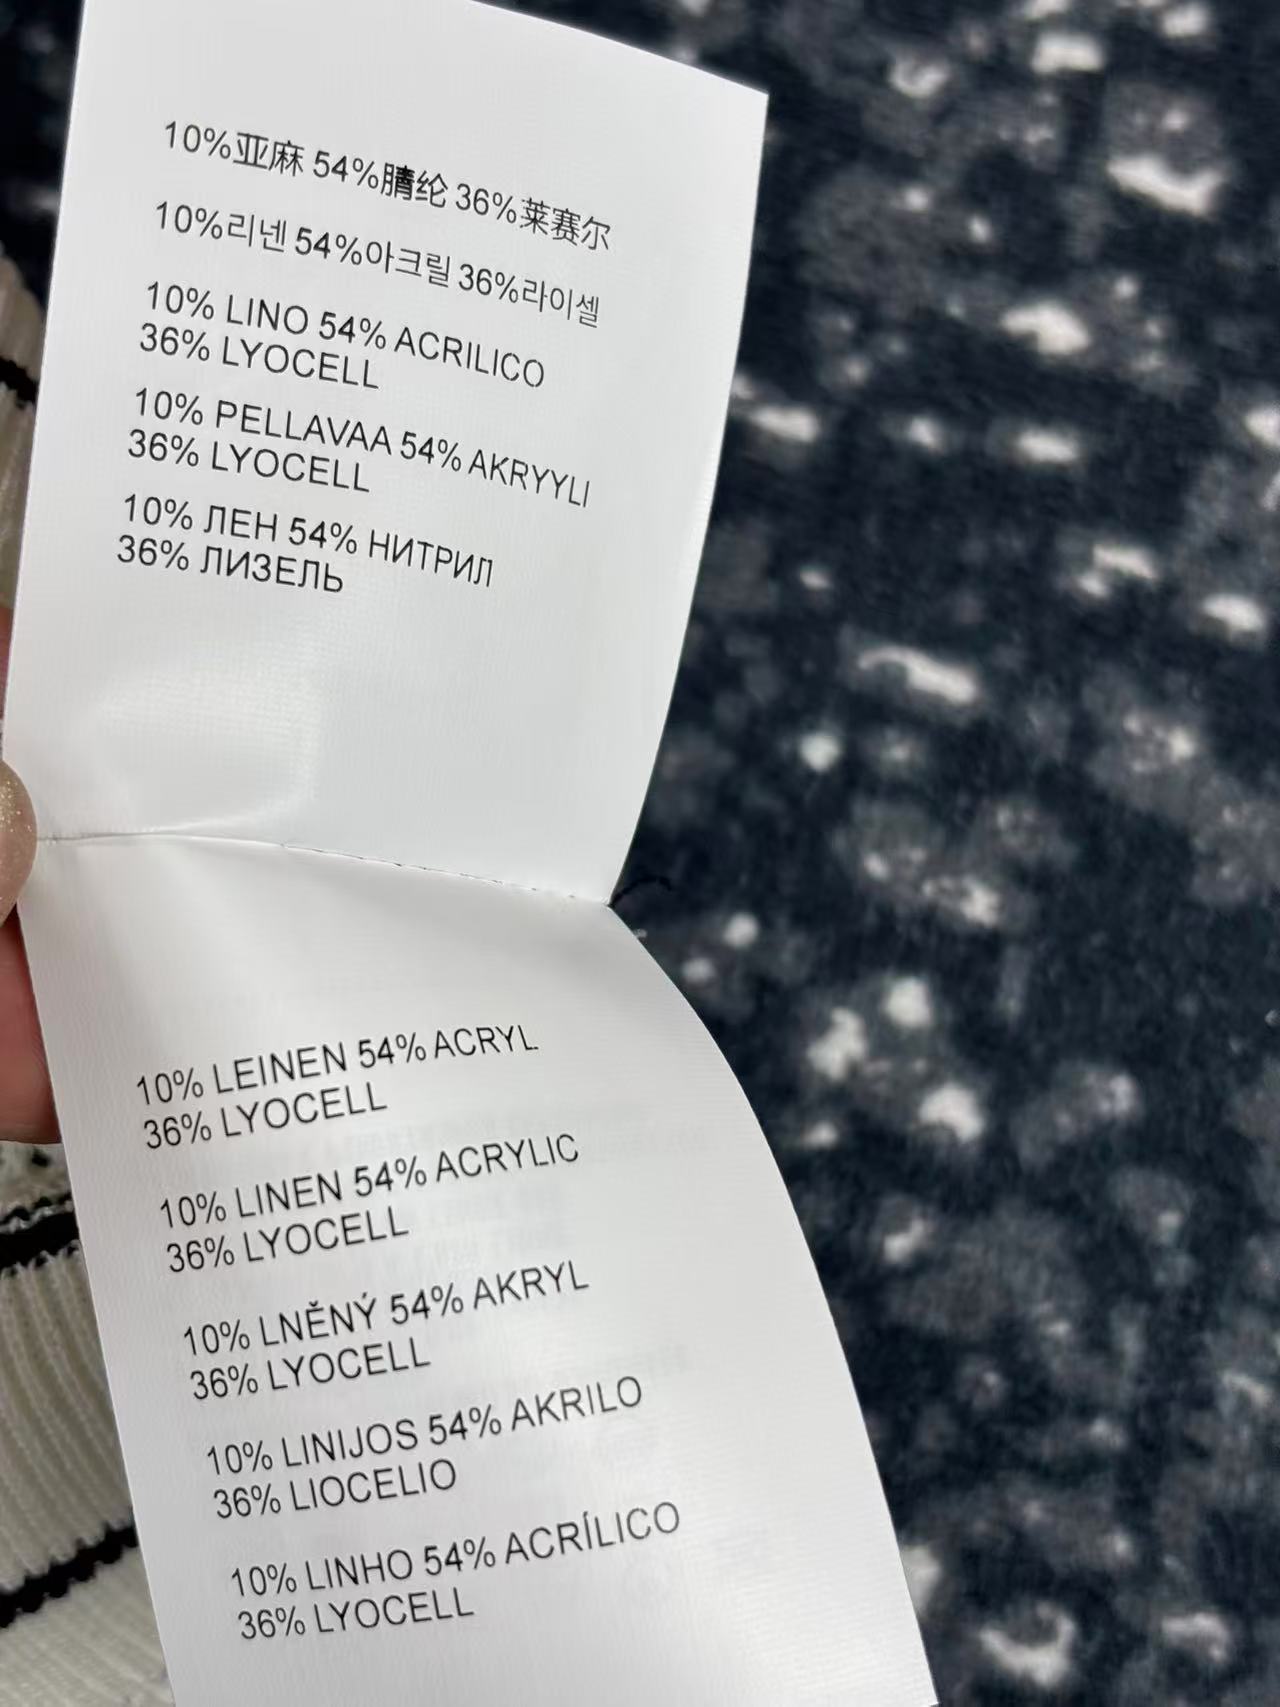 10%亚麻 54%腈纶 36%莱赛尔
10%리넨 54%아크릴 36%라이셀
10% LINO 54% ACRILICO
36% LYOCELL
10% PELLAVAA 54% AKRYYLI
36% LYOCELL
10% ЛЕН 54% НИТРИЛ
36% ЛИЗЕЛЬ
10% LEINEN 54% ACRYL
36% LYOCELL
10% LINEN 54% ACRYLIC
36% LYOCELL
10% LNĚNÝ 54% AKRYL
36% LYOCELL
10% LINIJOS 54% AKRILO
36% LIOCELIO
10% LINHO 54% ACRÍLICO
36% LYOCELL